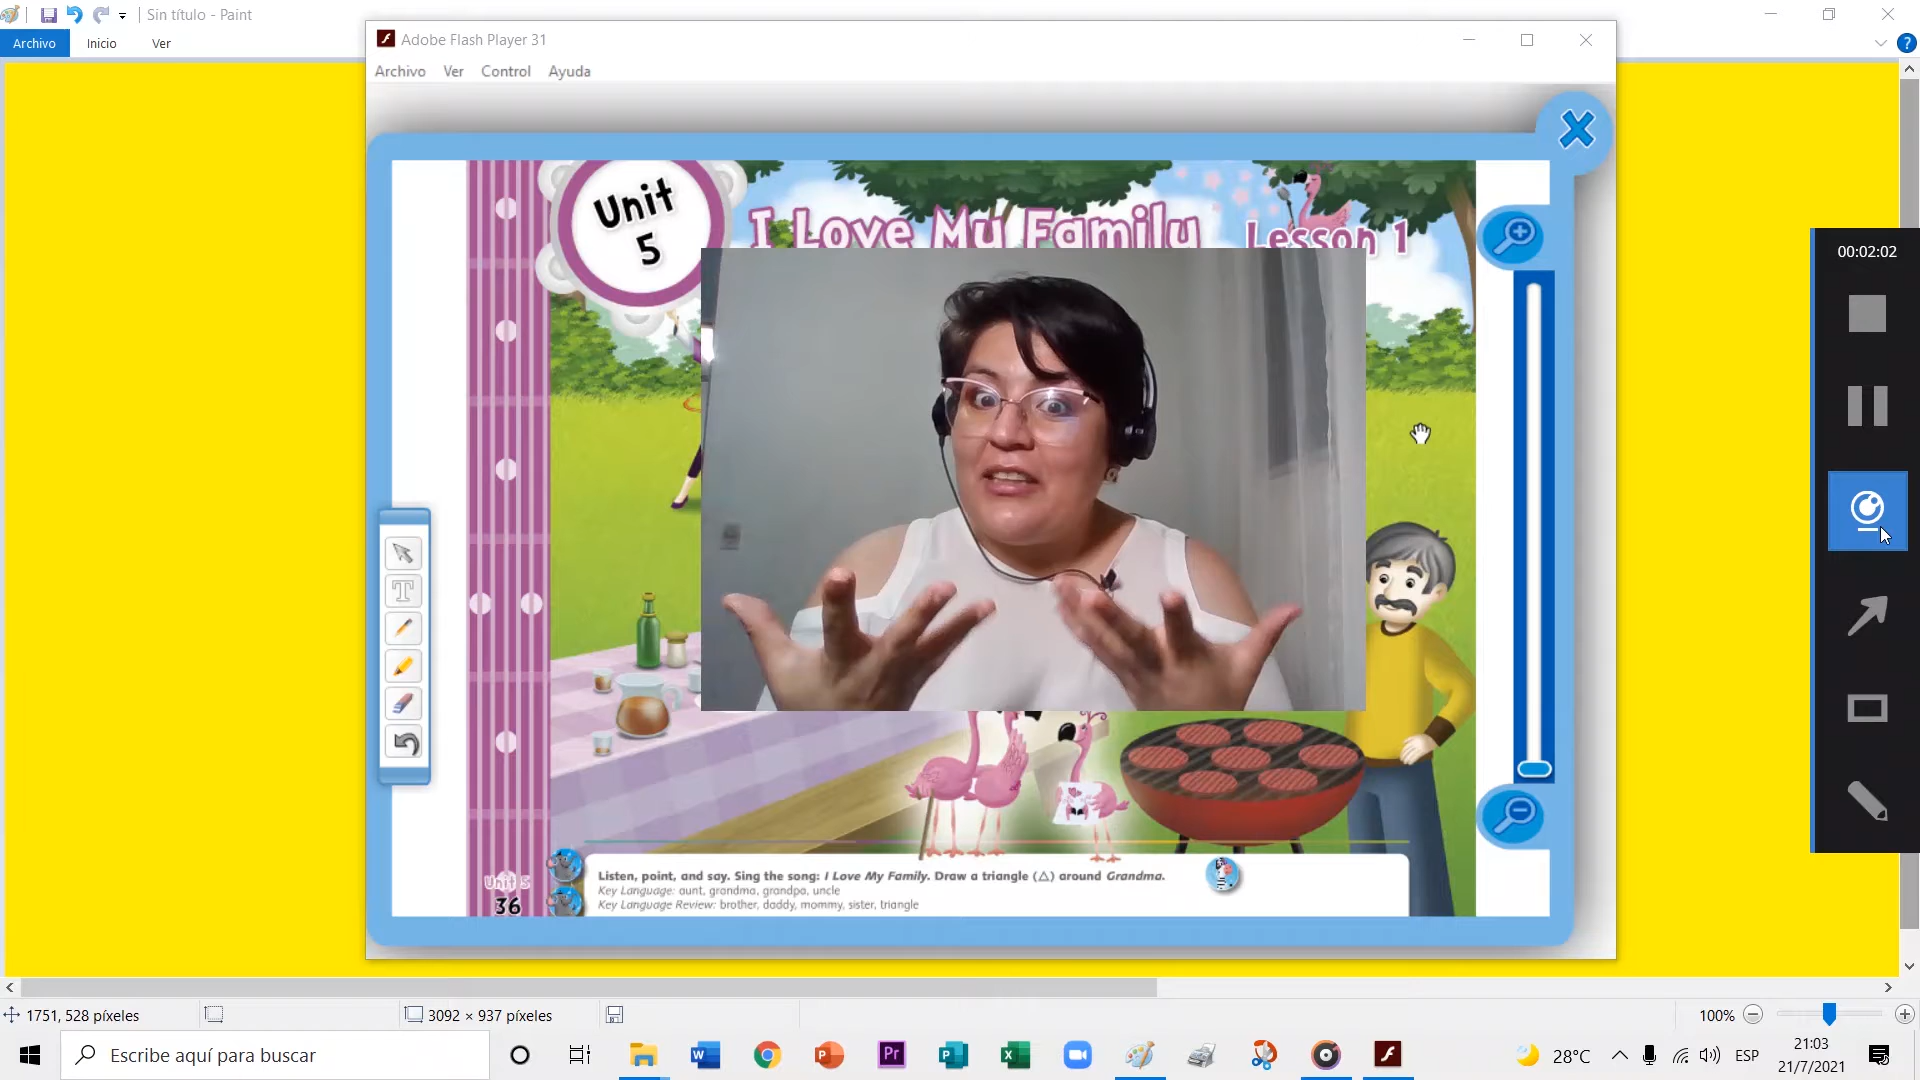 Sin título - Paint
Archivo Inicio Ver
Adobe Flash Player 31
Archivo Ver Control Ayuda
Unit
5
I Love My Family Lesson 1
00:02:02
Listen, point, and say. Sing the song: I Love My Family. Draw a triangle (△) around Grandma.
Key Language: aunt, grandma, grandpa, uncle
Key Language Review: brother, daddy, mommy, sister, triangle
Unit 5
36
1751, 528 píxeles
3092 × 937 píxeles
100%
Escribe aquí para buscar
28°C
ESP
21:03
21/7/2021